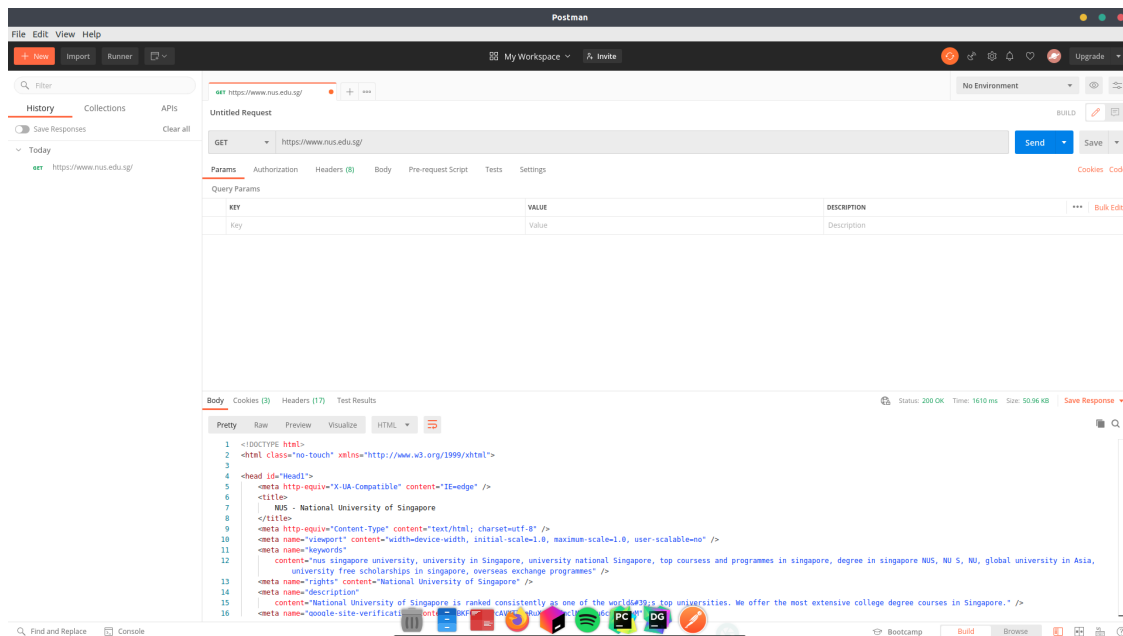 Postman
File Edit View Help
+ New Import Runner My Workspace Invite Upgrade
Filter
History Collections APIs
Save Responses Clear all
Today
GET https://www.nus.edu.sg/
GET https://www.nus.edu.sg/ + ••• No Environment
Untitled Request BUILD
GET https://www.nus.edu.sg/ Send Save
Params Authorization Headers (8) Body Pre-request Script Tests Settings Cookies Code
Query Params
KEY VALUE DESCRIPTION ••• Bulk Edit
Key Value Description
Body Cookies (3) Headers (17) Test Results Status: 200 OK Time: 1610 ms Size: 50.96 KB Save Response
Pretty Raw Preview Visualize HTML
1 <!DOCTYPE html>
2 <html class="no-touch" xmlns="http://www.w3.org/1999/xhtml">
3
4 <head id="Head1">
5 <meta http-equiv="X-UA-Compatible" content="IE=edge" />
6 <title>
7 NUS - National University of Singapore
8 </title>
9 <meta http-equiv="Content-Type" content="text/html; charset=utf-8" />
10 <meta name="viewport" content="width=device-width, initial-scale=1.0, maximum-scale=1.0, user-scalable=no" />
11 <meta name="keywords"
12 content="nus singapore university, university in Singapore, university national Singapore, top coursess and programmes in singapore, degree in singapore NUS, NU S, NU, global university in Asia,
university free scholarships in singapore, overseas exchange programmes" />
13 <meta name="rights" content="National University of Singapore" />
14 <meta name="description"
15 content="National University of Singapore is ranked consistently as one of the world&#39;s top universities. We offer the most extensive college degree courses in Singapore." />
16 <meta name="google-site-verification"
PC DG
Find and Replace Console Bootcamp Build Browse